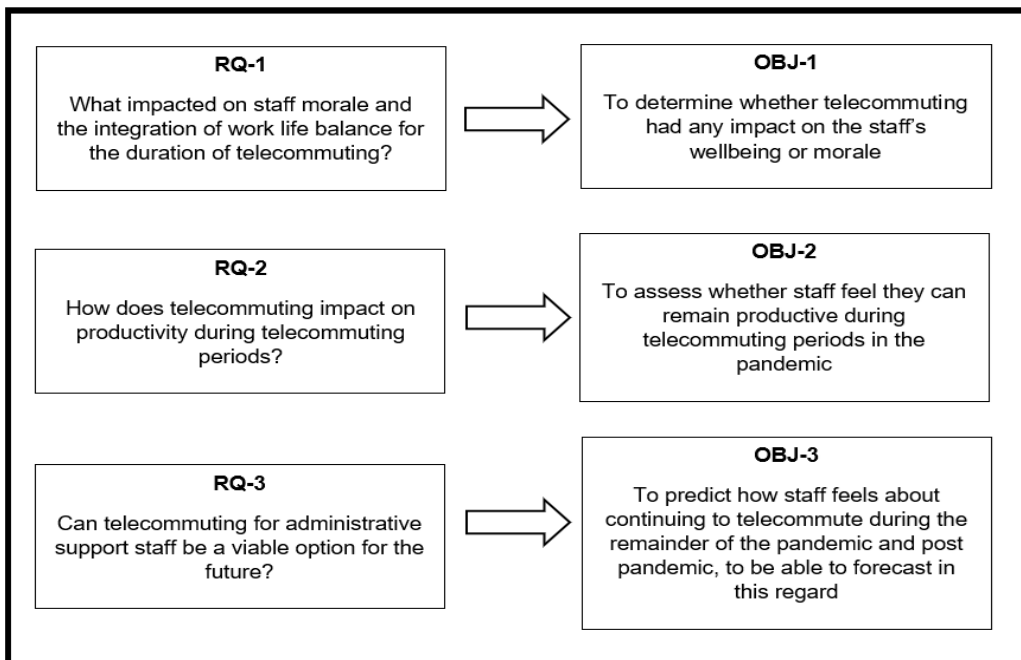 RQ-1
What impacted on staff morale and
the integration of work life balance for
the duration of telecommuting?
OBJ-1
To determine whether telecommuting
had any impact on the staff's
wellbeing or morale
RQ-2
How does telecommuting impact on
productivity during telecommuting
periods?
OBJ-2
To assess whether staff feel they can
remain productive during
telecommuting periods in the
pandemic
RQ-3
Can telecommuting for administrative
support staff be a viable option for the
future?
OBJ-3
To predict how staff feels about
continuing to telecommute during the
remainder of the pandemic and post
pandemic, to be able to forecast in
this regard